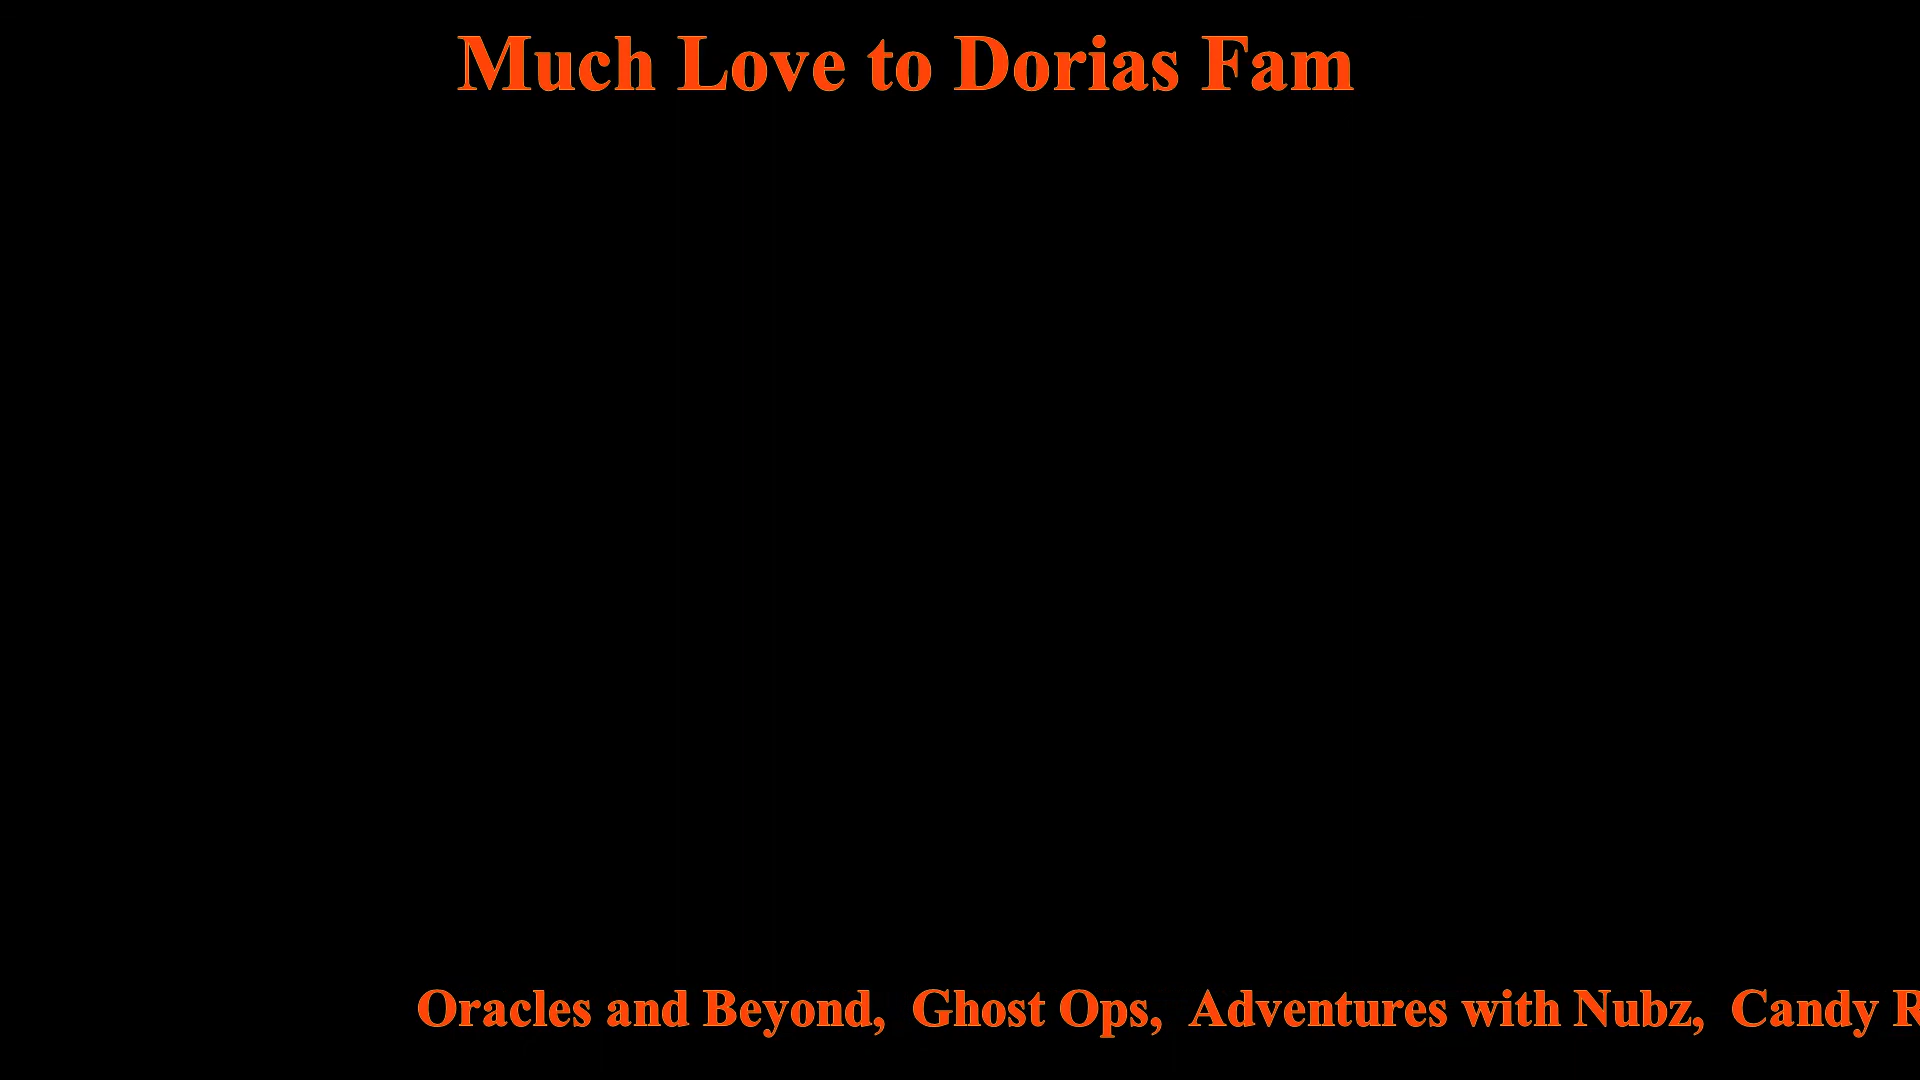 Much Love to Dorias Fam
Oracles and Beyond, Ghost Ops, Adventures with Nubz, Candy